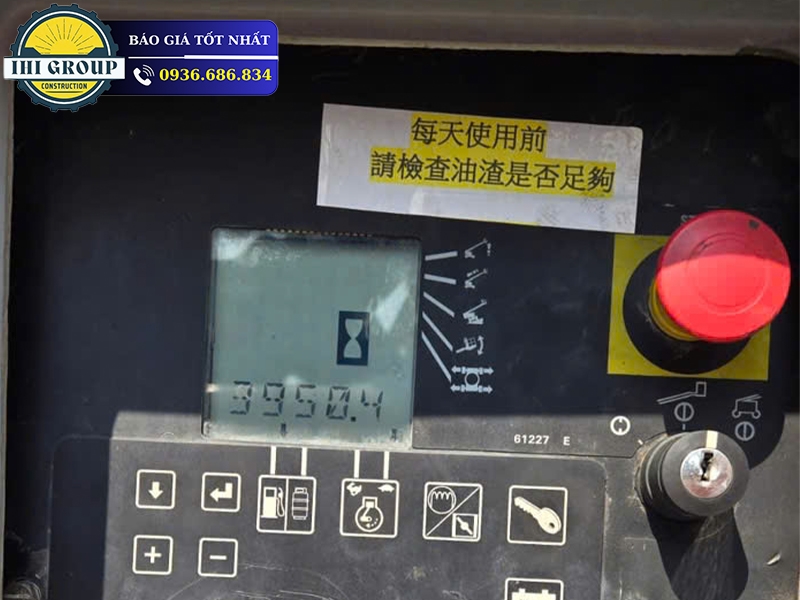 IHI GROUP
CONSTRUCTION
BÁO GIÁ TỐT NHẤT
0936.686.834
每天使用前
請檢查油渣是否足夠
3950.4
61227 E